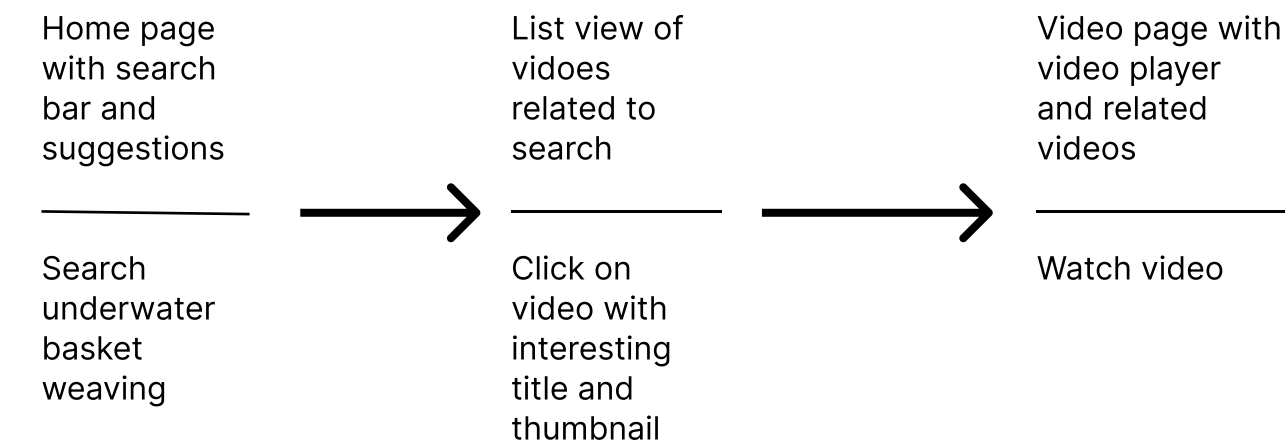 Home page
with search
bar and
suggestions
Search
underwater
basket
weaving
List view of
vidoes
related to
search
Click on
video with
interesting
title and
thumbnail
Video page with
video player
and related
videos
Watch video